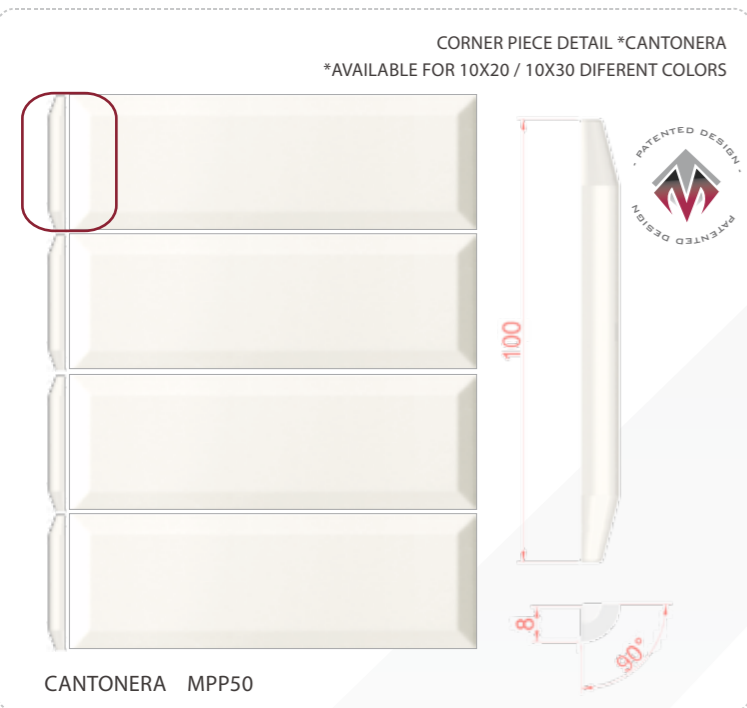 CORNER PIECE DETAIL *CANTONERA
*AVAILABLE FOR 10X20 / 10X30 DIFERENT COLORS
· PATENTED DESIGN ·
PATENTED DESIGN
100
8
90°
CANTONERA MPP50